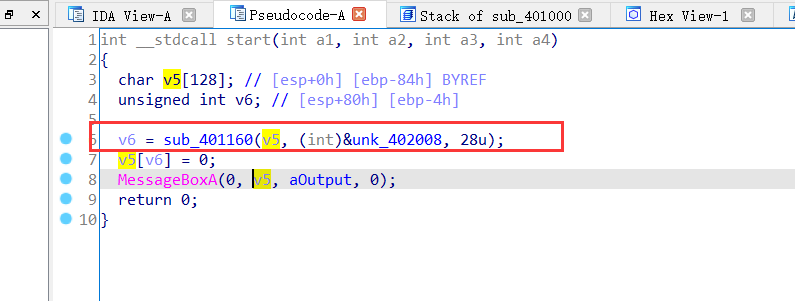 IDA View-A Pseudocode-A Stack of sub_401000 Hex View-1
1 int __stdcall start(int a1, int a2, int a3, int a4)
2 {
3 char v5[128]; // [esp+0h] [ebp-84h] BYREF
4 unsigned int v6; // [esp+80h] [ebp-4h]
5
6 v6 = sub_401160(v5, (int)&unk_402008, 28u);
7 v5[v6] = 0;
8 MessageBoxA(0, v5, aOutput, 0);
9 return 0;
10 }